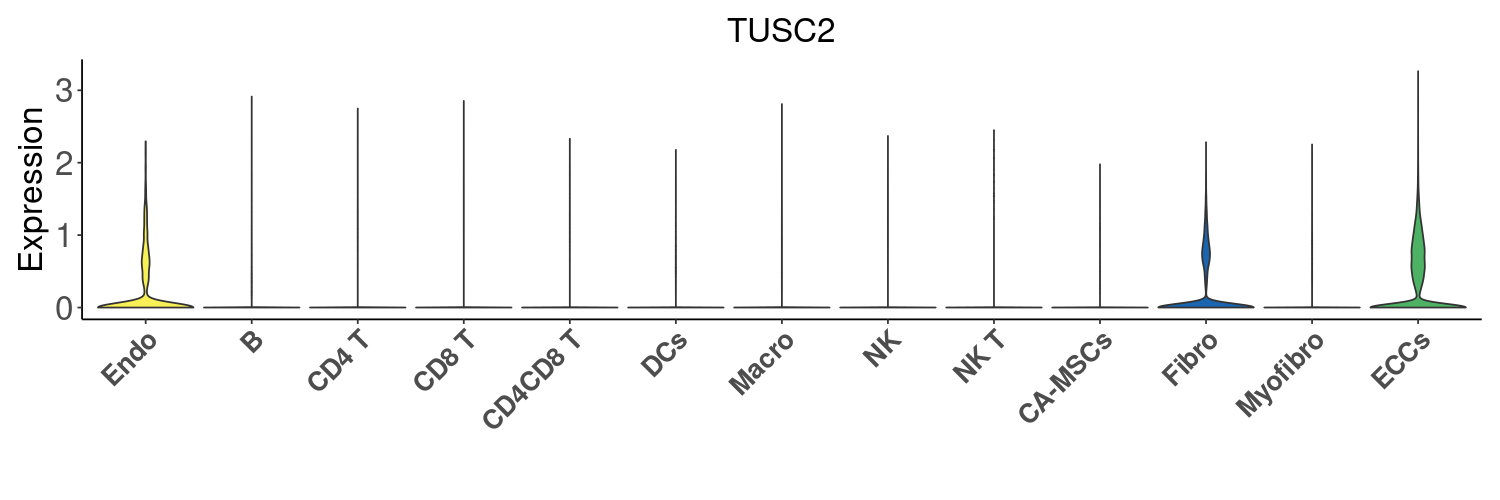 TUSC2
Expression
3
2
1
0
Endo
B
CD4 T
CD8 T
CD4CD8 T
DCs
Macro
NK
NK T
CA-MSCs
Fibro
Myofibro
ECCs